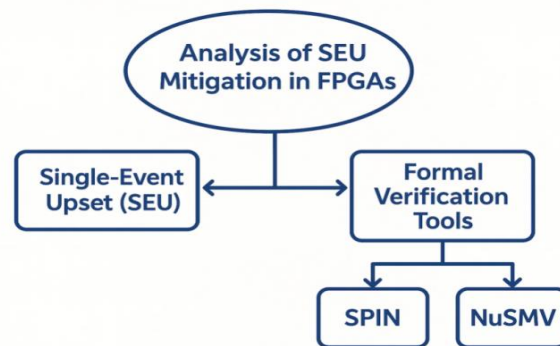 Analysis of SEU
Mitigation in FPGAs
Single-Event
Upset (SEU)
Formal
Verification
Tools
SPIN
NuSMV